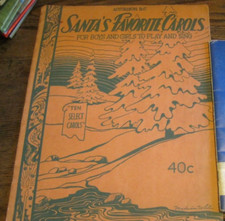 SANTA'S FAVORITE CAROLS
FOR BOYS AND GIRLS TO PLAY AND SING
TEN
SELECT
CAROLS
40c